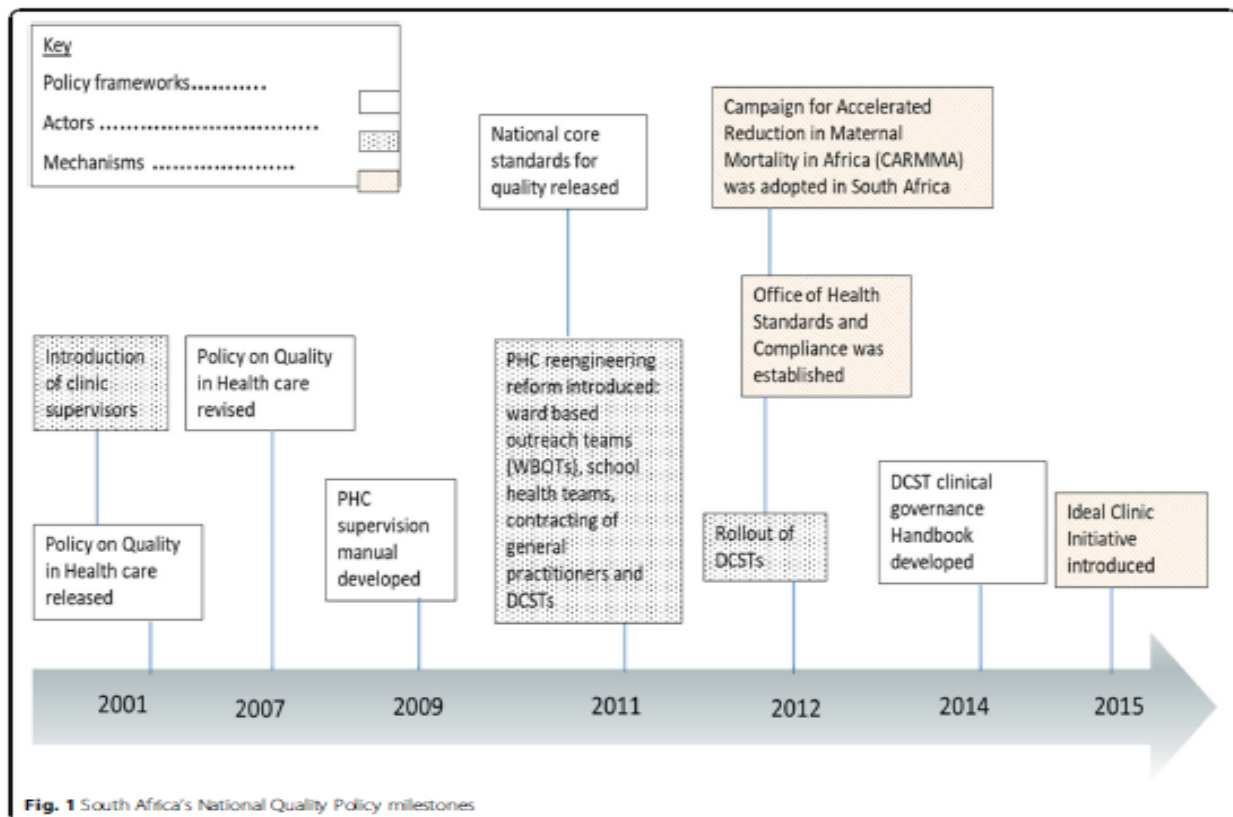 Key
Policy frameworks...........
Actors ................................
Mechanisms .....................
National core
standards for
quality released
Campaign for Accelerated
Reduction in Maternal
Mortality in Africa (CARMMA)
was adopted in South Africa
Office of Health
Standards and
Compliance was
established
Introduction
of clinic
supervisors
Policy on Quality
in Health care
revised
PHC reengineering
reform introduced:
ward based
outreach teams
(WBOTs), school
health teams,
contracting of
general
practitioners and
DCSTs
Policy on Quality
in Health care
released
PHC
supervision
manual
developed
Rollout of
DCSTs
DCST clinical
governance
Handbook
developed
Ideal Clinic
Initiative
introduced
2001
2007
2009
2011
2012
2014
2015
Fig. 1 South Africa's National Quality Policy milestones